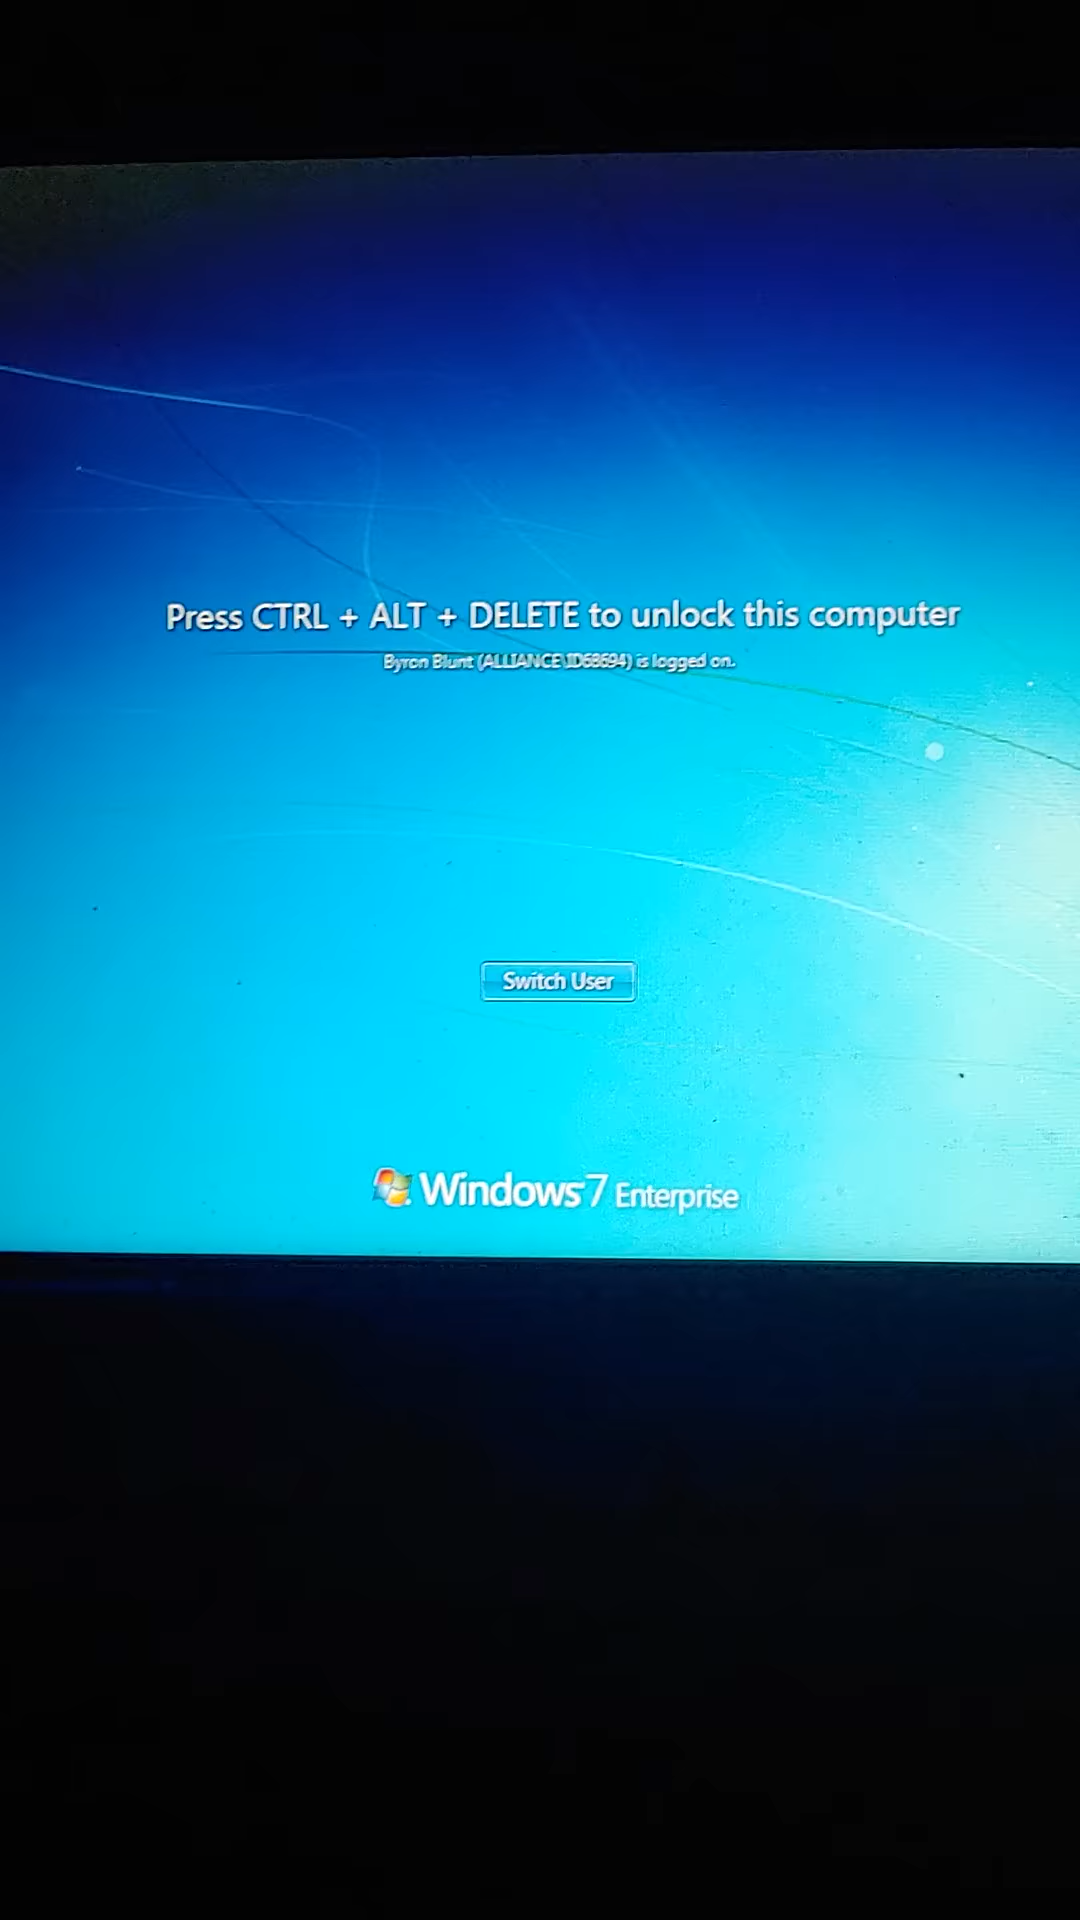 Press CTRL + ALT + DELETE to unlock this computer
Byron Blunt (ALLIANCE\ID68694) is logged on.
Switch User
Windows 7 Enterprise